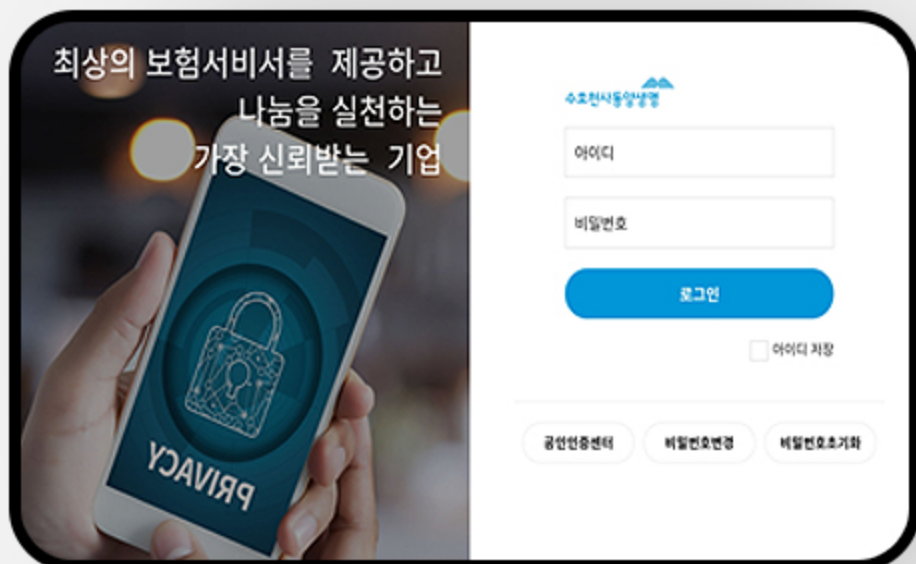 최상의 보험서비서를 제공하고
나눔을 실천하는
가장 신뢰받는 기업
PRIVACY
수호천사동양생명
아이디
비밀번호
로그인
아이디 저장
공인인증센터
비밀번호변경
비밀번호초기화